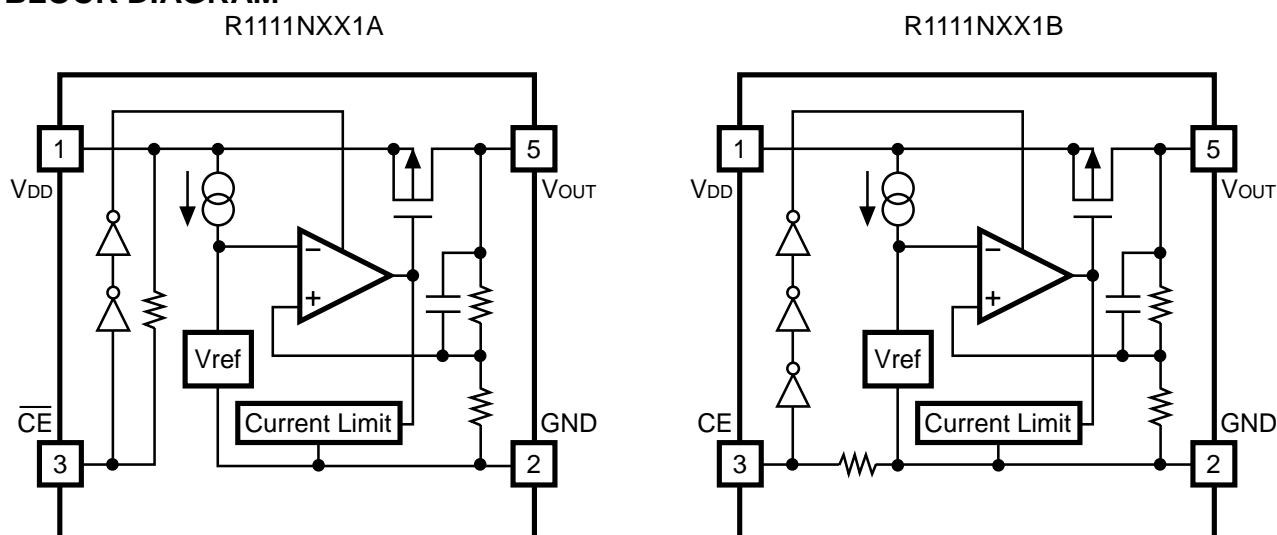 BLOCK DIAGRAM
R1111NXX1A
R1111NXX1B
1
5
VDD
VOUT
−
+
Vref
Current Limit
C̅E̅
GND
3
2
1
5
VDD
VOUT
−
+
Vref
Current Limit
CE
GND
3
2